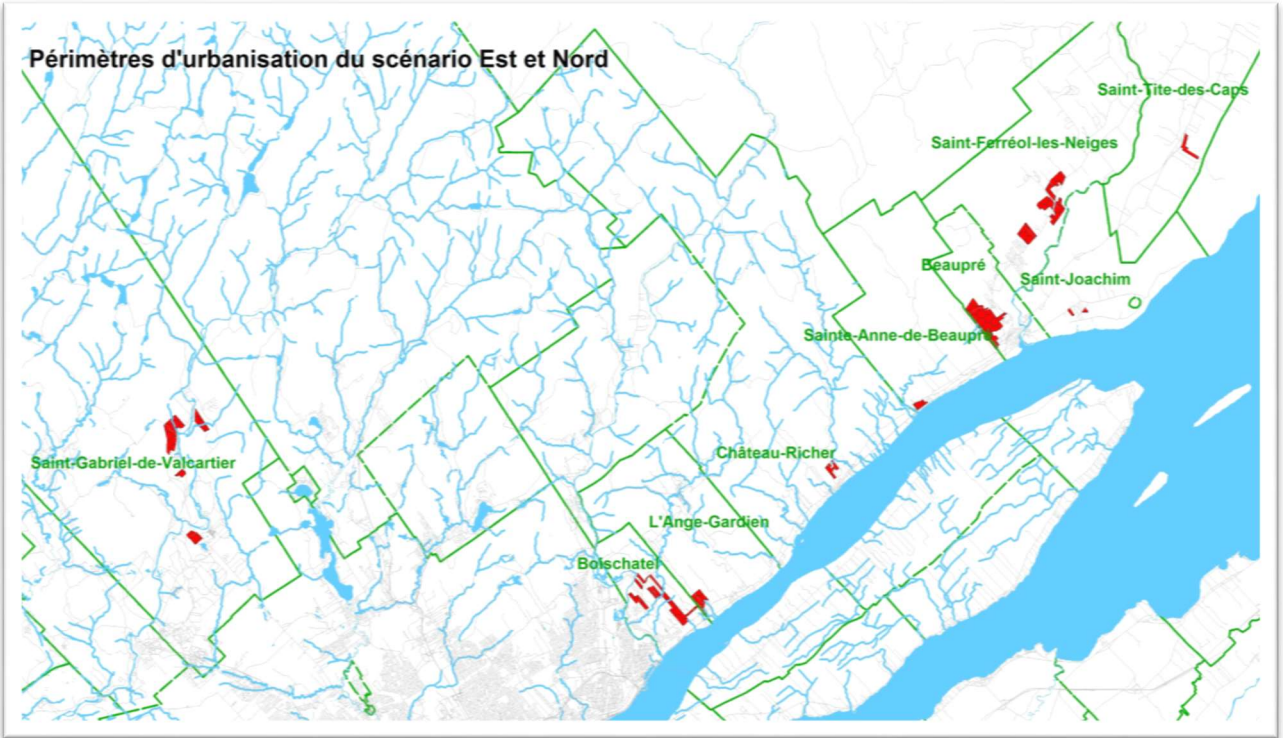 Périmètres d'urbanisation du scénario Est et Nord
Saint-Tite-des-Caps
Saint-Ferréol-les-Neiges
Beaupré
Saint-Joachim
Sainte-Anne-de-Beaupré
Château-Richer
Saint-Gabriel-de-Valcartier
L'Ange-Gardien
Boischatel